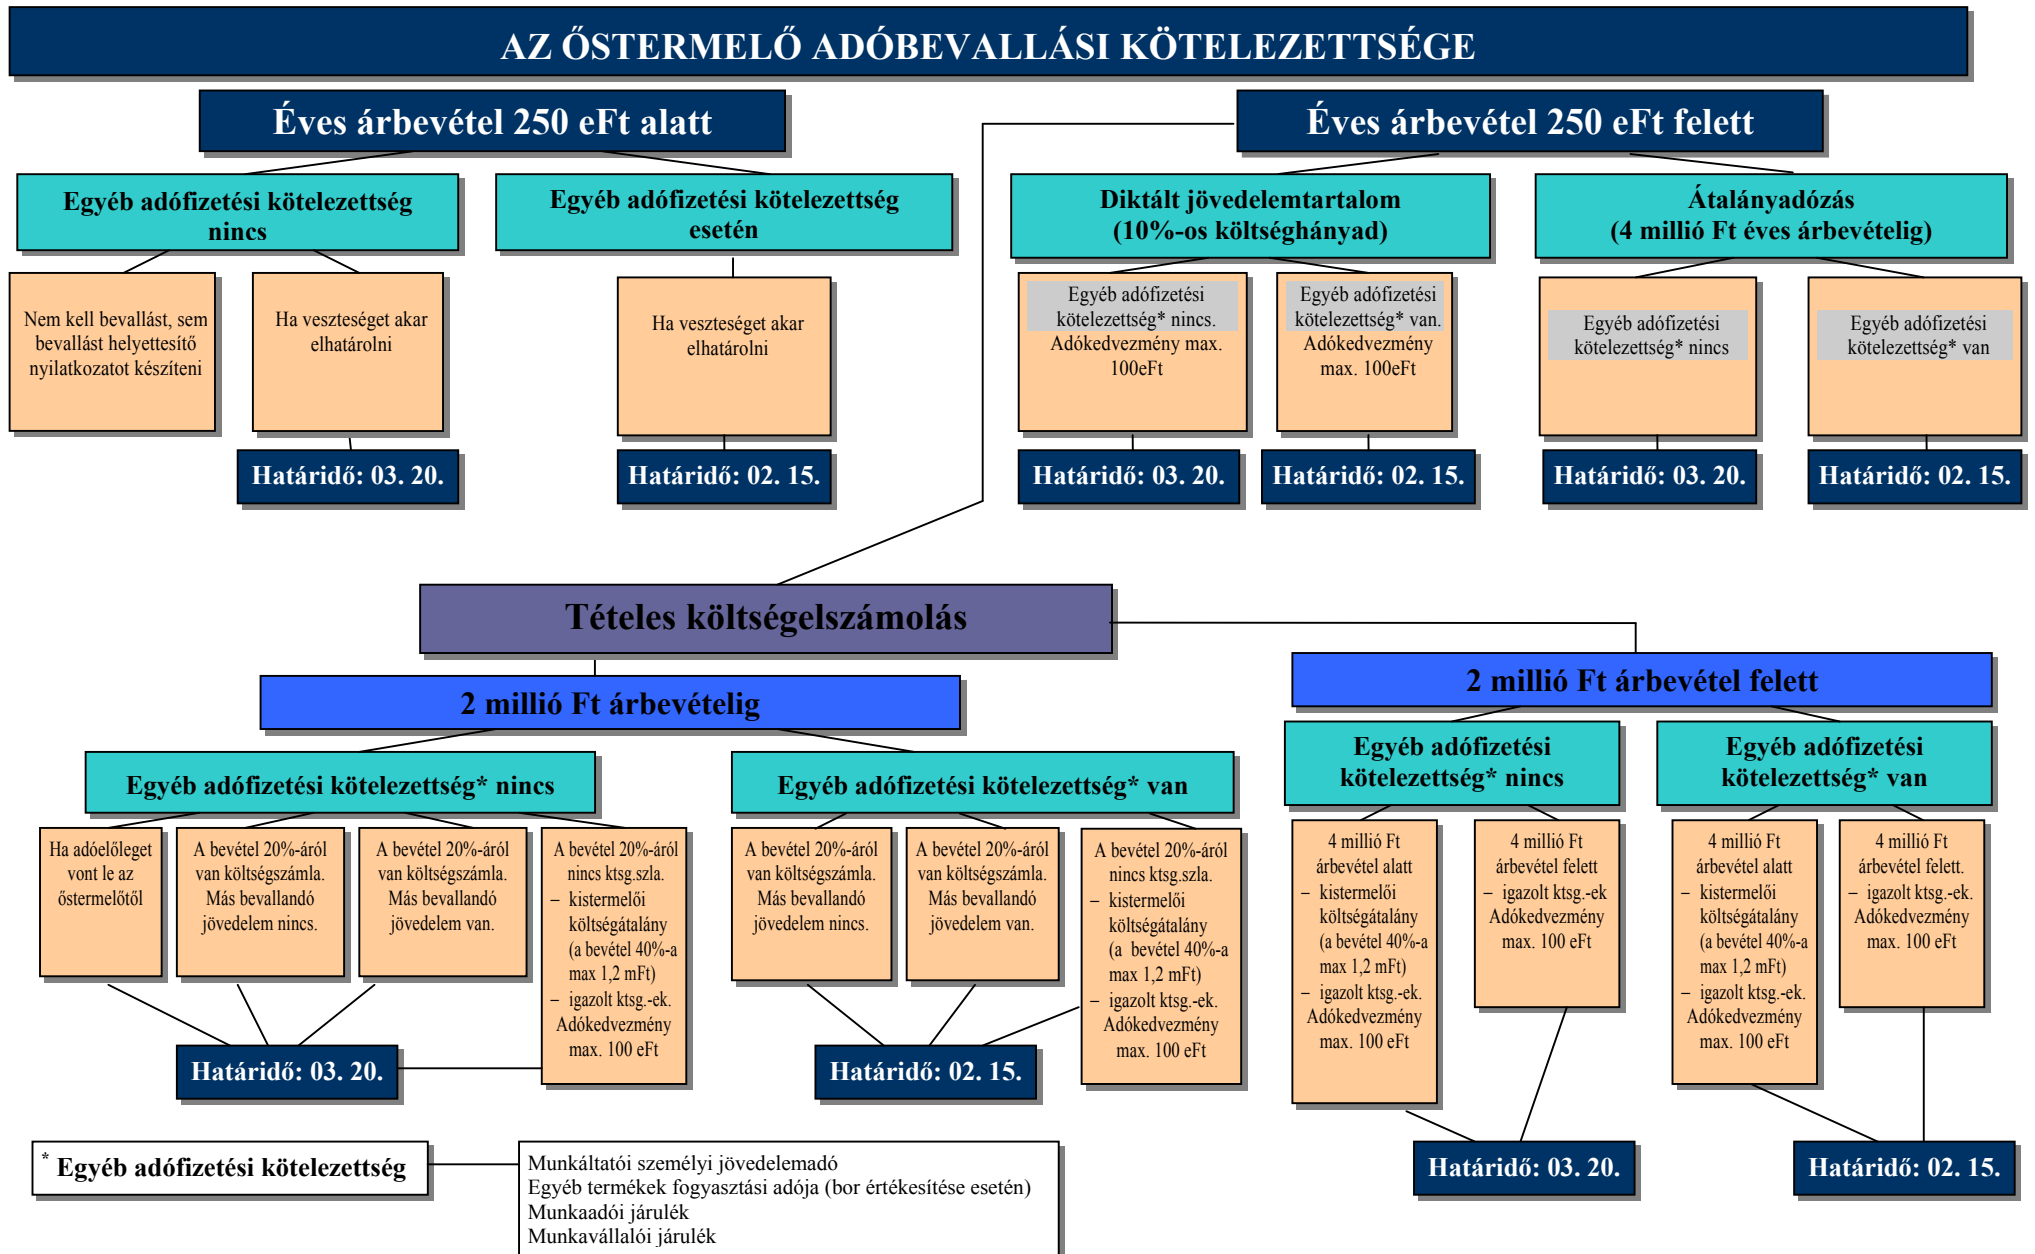 AZ ŐSTERMELŐ ADÓBEVALLÁSI KÖTELEZETTSÉGE
Éves árbevétel 250 eFt alatt
Éves árbevétel 250 eFt felett
Egyéb adófizetési kötelezettség
nincs
Egyéb adófizetési kötelezettség
esetén
Diktált jövedelemtartalom
(10%-os költséghányad)
Átalányadózás
(4 millió Ft éves árbevételig)
Nem kell bevallást, sem
bevallást helyettesítő
nyilatkozatot készíteni
Ha veszteséget akar
elhatárolni
Ha veszteséget akar
elhatárolni
Egyéb adófizetési
kötelezettség* nincs.
Adókedvezmény max.
100eFt
Egyéb adófizetési
kötelezettség* van.
Adókedvezmény
max. 100eFt
Egyéb adófizetési
kötelezettség* nincs
Egyéb adófizetési
kötelezettség* van
Határidő: 03. 20.
Határidő: 02. 15.
Határidő: 03. 20.
Határidő: 02. 15.
Határidő: 03. 20.
Határidő: 02. 15.
Tételes költségelszámolás
2 millió Ft árbevételig
2 millió Ft árbevétel felett
Egyéb adófizetési kötelezettség* nincs
Egyéb adófizetési kötelezettség* van
Egyéb adófizetési
kötelezettség* nincs
Egyéb adófizetési
kötelezettség* van
Ha adóelőleget
vont le az
őstermelőtől
A bevétel 20%-áról
van költségszámla.
Más bevallandó
jövedelem nincs.
A bevétel 20%-áról
van költségszámla.
Más bevallandó
jövedelem van.
A bevétel 20%-áról
nincs ktsg.szla.
– kistermelői
költségátalány
(a bevétel 40%-a
max 1,2 mFt)
– igazolt ktsg.-ek.
Adókedvezmény
max. 100 eFt
A bevétel 20%-áról
van költségszámla.
Más bevallandó
jövedelem nincs.
A bevétel 20%-áról
van költségszámla.
Más bevallandó
jövedelem van.
A bevétel 20%-áról
nincs ktsg.szla.
– kistermelői
költségátalány
(a bevétel 40%-a
max 1,2 mFt)
– igazolt ktsg.-ek.
Adókedvezmény
max. 100 eFt
4 millió Ft
árbevétel alatt
– kistermelői
költségátalány
(a bevétel 40%-a
max 1,2 mFt)
– igazolt ktsg.-ek.
Adókedvezmény
max. 100 eFt
4 millió Ft
árbevétel felett
– igazolt ktsg.-ek
Adókedvezmény
max. 100 eFt
4 millió Ft
árbevétel alatt
– kistermelői
költségátalány
(a bevétel 40%-a
max 1,2 mFt)
– igazolt ktsg.-ek.
Adókedvezmény
max. 100 eFt
4 millió Ft
árbevétel felett.
– igazolt ktsg.-ek.
Adókedvezmény
max. 100 eFt
Határidő: 03. 20.
Határidő: 02. 15.
Határidő: 03. 20.
Határidő: 02. 15.
* Egyéb adófizetési kötelezettség
Munkáltatói személyi jövedelemadó
Egyéb termékek fogyasztási adója (bor értékesítése esetén)
Munkaadói járulék
Munkavállalói járulék